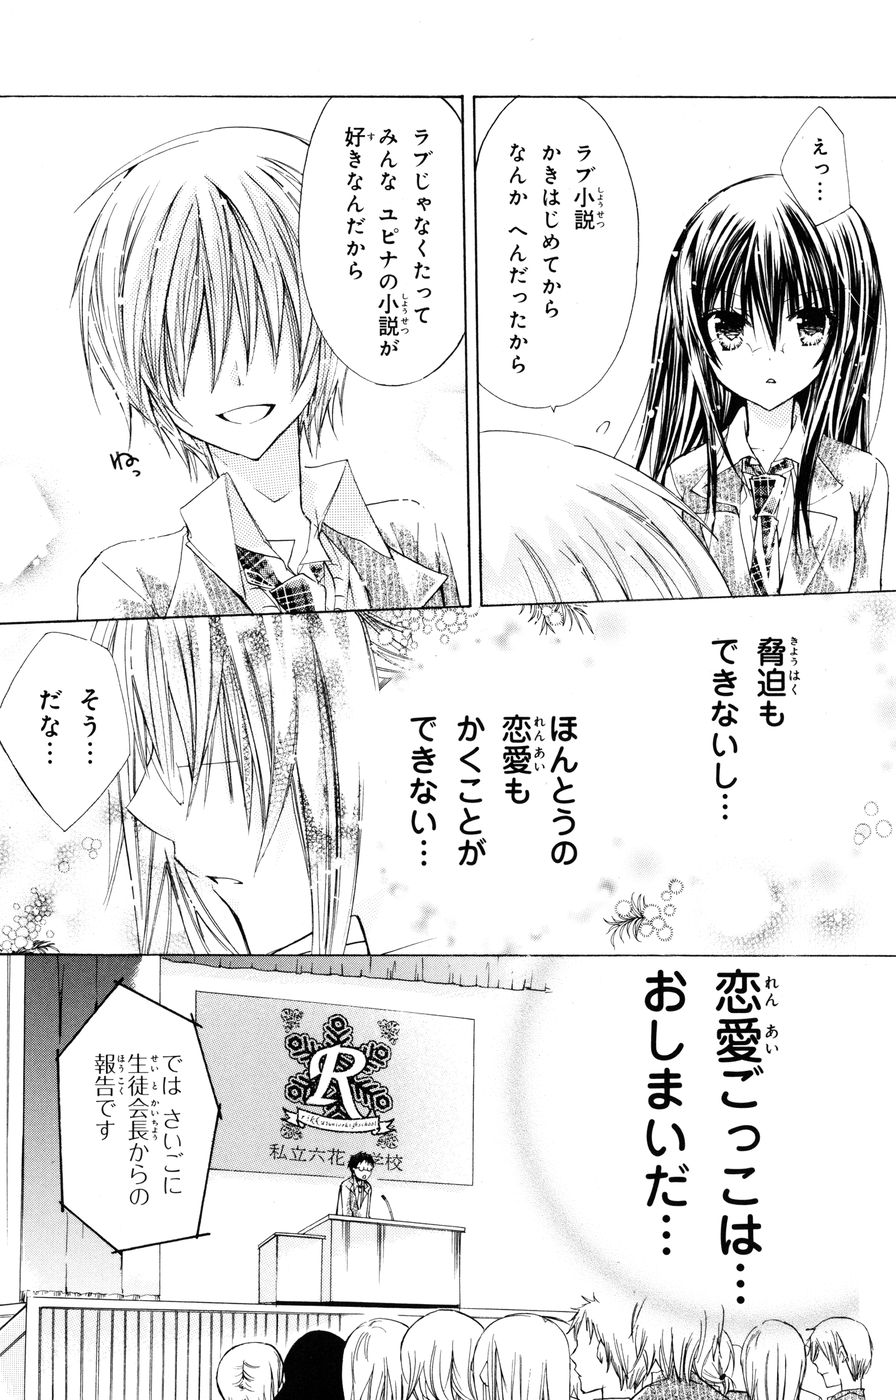 えっ…
ラブ小説
かきはじめてから
なんか へんだったから
ラブじゃなくたって
みんな ユピナの小説が
好きなんだから
ねっ
脅迫も
できないし…
ほんとうの
恋愛も
かくことが
できない…
そう…
だな…
恋愛ごっこは…
おしまいだ…
R
私立六花
学校
では さいごに
生徒会長からの
報告です